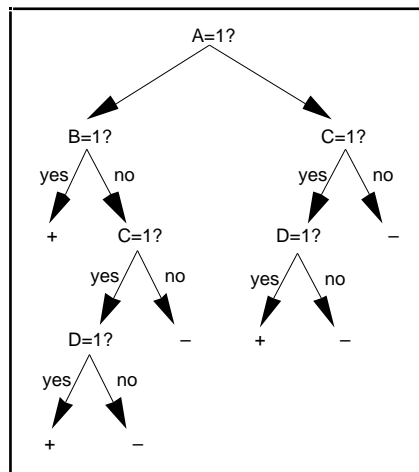 A=1?
B=1? C=1?
yes no yes no
+ C=1? D=1? –
yes no yes no
D=1? – + –
yes no
+ –